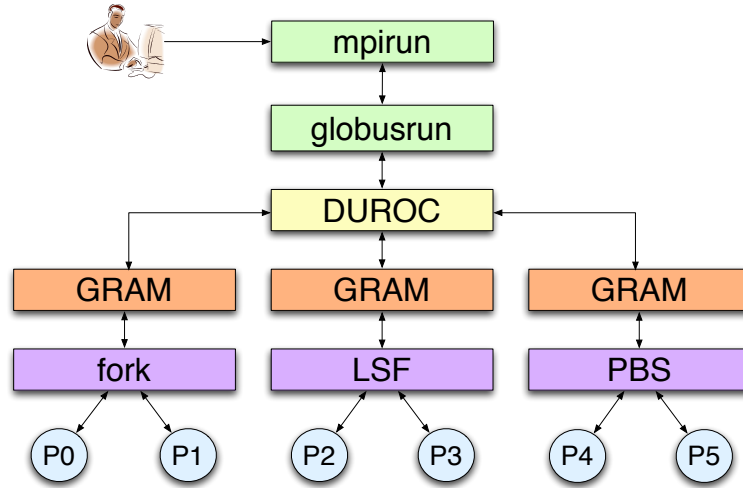 mpirun
globusrun
DUROC
GRAM GRAM GRAM
fork LSF PBS
P0 P1 P2 P3 P4 P5